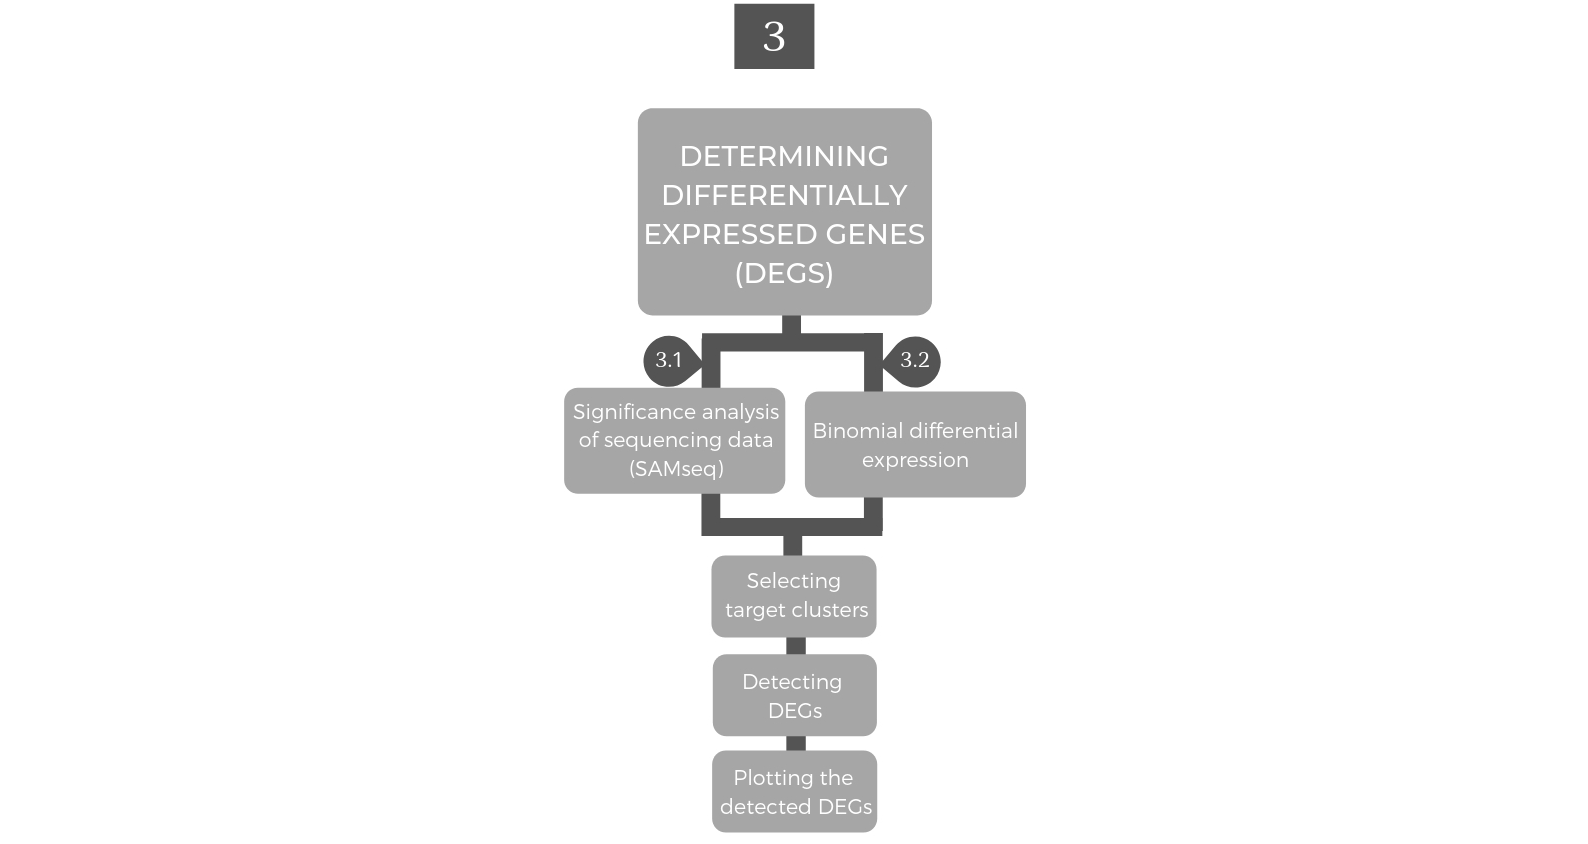 3
DETERMINING
DIFFERENTIALLY
EXPRESSED GENES
(DEGS)
3.1
3.2
Significance analysis
of sequencing data
(SAMseq)
Binomial differential
expression
Selecting
target clusters
Detecting
DEGs
Plotting the
detected DEGs